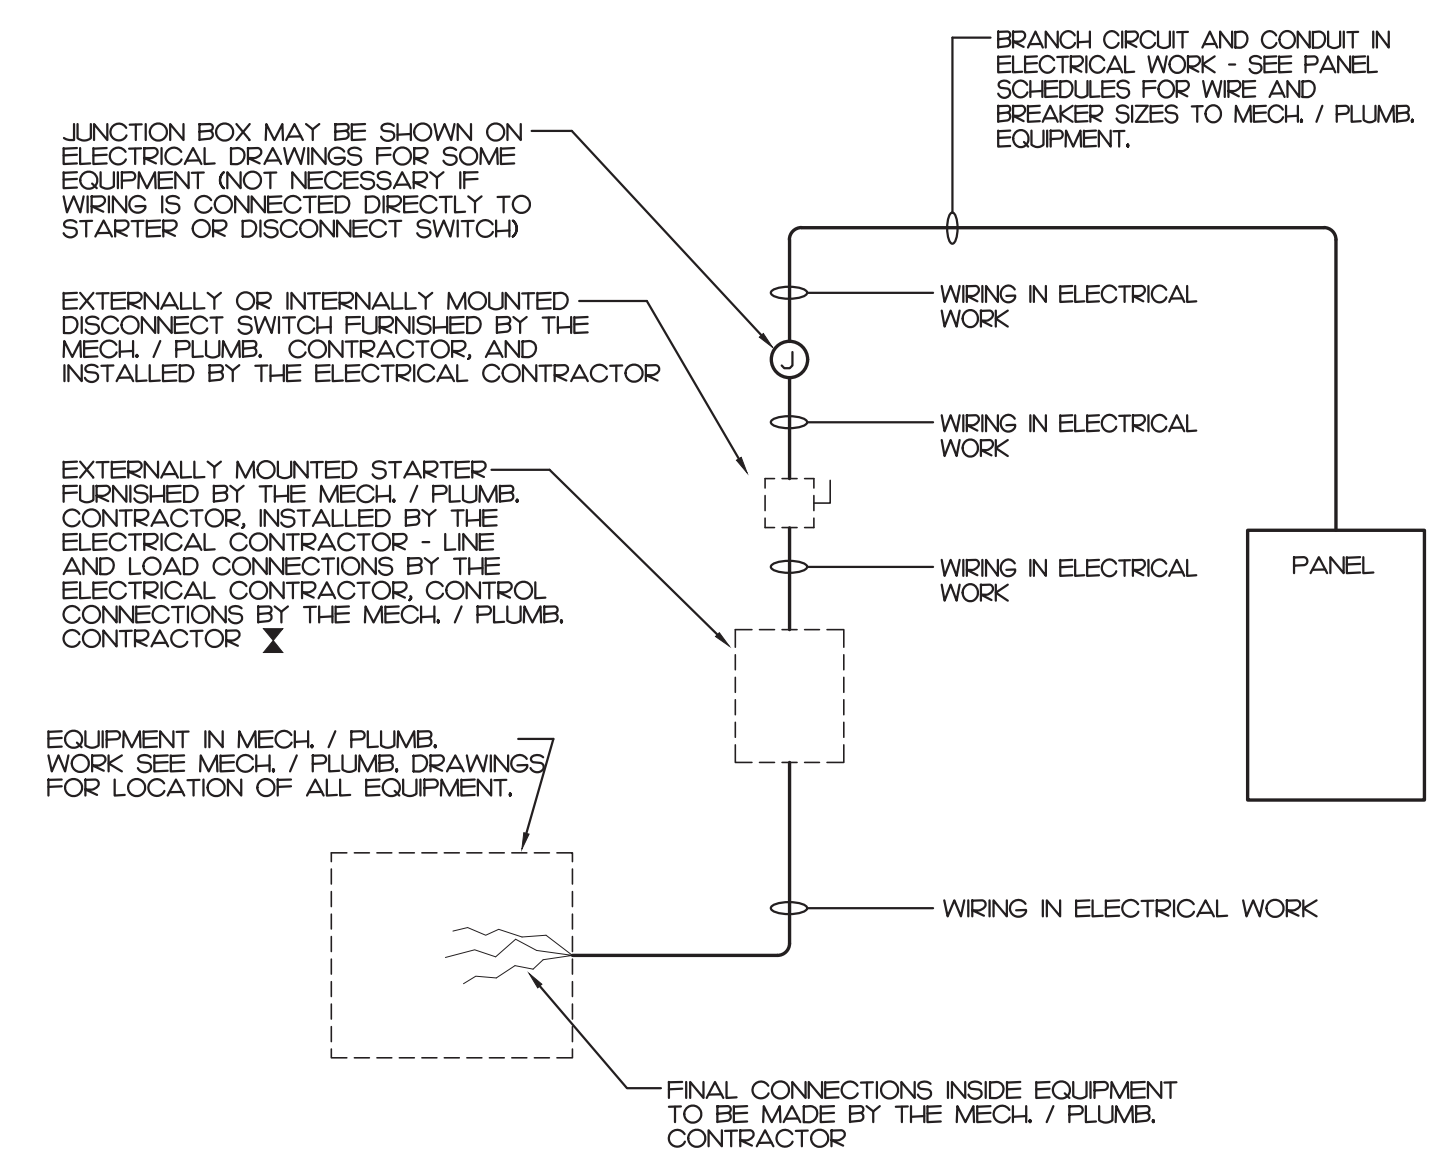 BRANCH CIRCUIT AND CONDUIT IN
ELECTRICAL WORK - SEE PANEL
SCHEDULES FOR WIRE AND
BREAKER SIZES TO MECH. / PLUMB.
EQUIPMENT.
JUNCTION BOX MAY BE SHOWN ON
ELECTRICAL DRAWINGS FOR SOME
EQUIPMENT (NOT NECESSARY IF
WIRING IS CONNECTED DIRECTLY TO
STARTER OR DISCONNECT SWITCH)
EXTERNALLY OR INTERNALLY MOUNTED
DISCONNECT SWITCH FURNISHED BY THE
MECH. / PLUMB. CONTRACTOR, AND
INSTALLED BY THE ELECTRICAL CONTRACTOR
WIRING IN ELECTRICAL
WORK
J
WIRING IN ELECTRICAL
WORK
EXTERNALLY MOUNTED STARTER
FURNISHED BY THE MECH. / PLUMB.
CONTRACTOR, INSTALLED BY THE
ELECTRICAL CONTRACTOR - LINE
AND LOAD CONNECTIONS BY THE
ELECTRICAL CONTRACTOR, CONTROL
CONNECTIONS BY THE MECH. / PLUMB.
CONTRACTOR
WIRING IN ELECTRICAL
WORK
PANEL
EQUIPMENT IN MECH. / PLUMB.
WORK SEE MECH. / PLUMB. DRAWINGS
FOR LOCATION OF ALL EQUIPMENT.
WIRING IN ELECTRICAL WORK
FINAL CONNECTIONS INSIDE EQUIPMENT
TO BE MADE BY THE MECH. / PLUMB.
CONTRACTOR